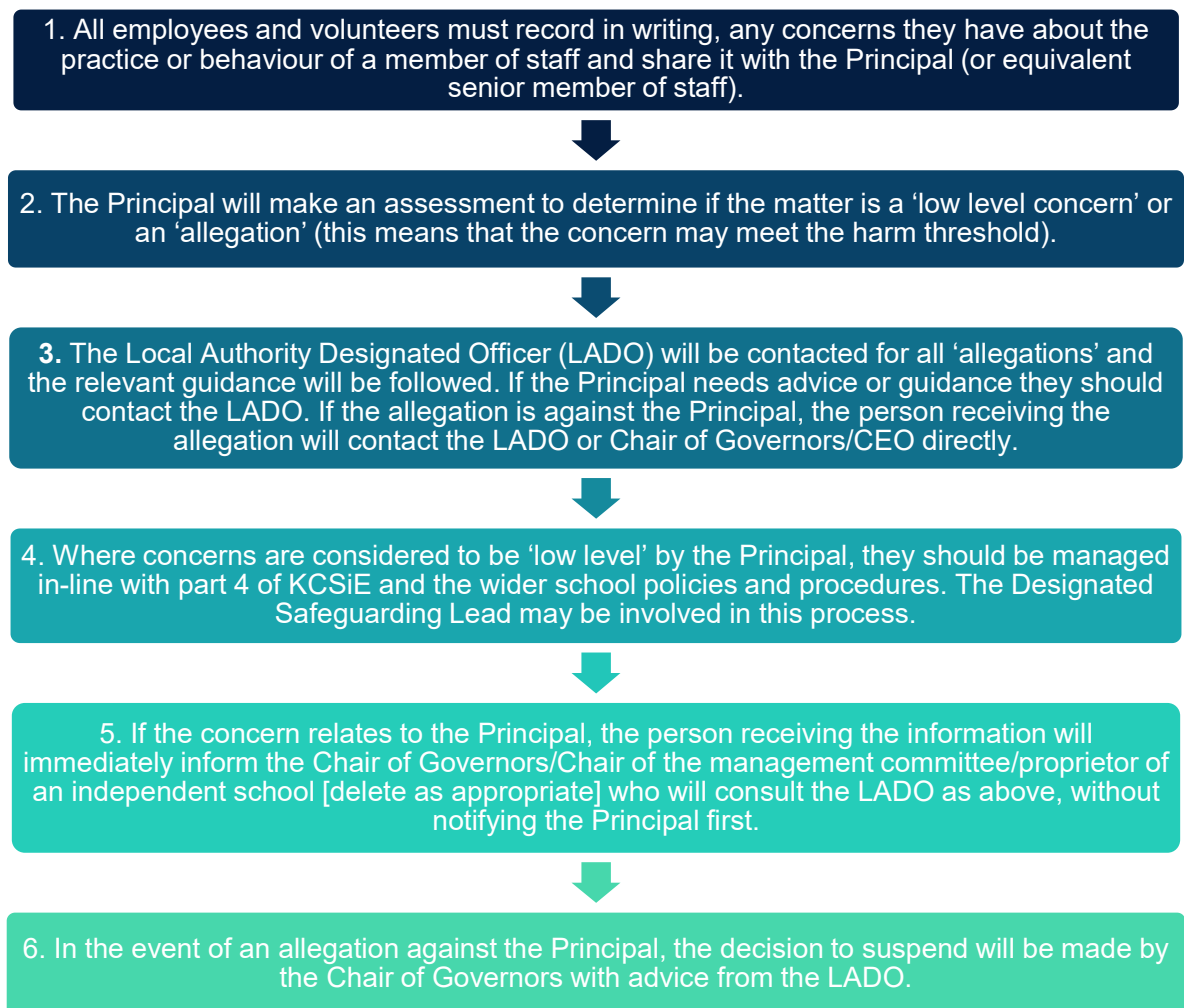 1. All employees and volunteers must record in writing, any concerns they have about the
practice or behaviour of a member of staff and share it with the Principal (or equivalent
senior member of staff).
2. The Principal will make an assessment to determine if the matter is a ‘low level concern’ or
an ‘allegation’ (this means that the concern may meet the harm threshold).
3. The Local Authority Designated Officer (LADO) will be contacted for all ‘allegations’ and
the relevant guidance will be followed. If the Principal needs advice or guidance they should
contact the LADO. If the allegation is against the Principal, the person receiving the
allegation will contact the LADO or Chair of Governors/CEO directly.
4. Where concerns are considered to be ‘low level’ by the Principal, they should be managed
in-line with part 4 of KCSiE and the wider school policies and procedures. The Designated
Safeguarding Lead may be involved in this process.
5. If the concern relates to the Principal, the person receiving the information will
immediately inform the Chair of Governors/Chair of the management committee/proprietor of
an independent school [delete as appropriate] who will consult the LADO as above, without
notifying the Principal first.
6. In the event of an allegation against the Principal, the decision to suspend will be made by
the Chair of Governors with advice from the LADO.